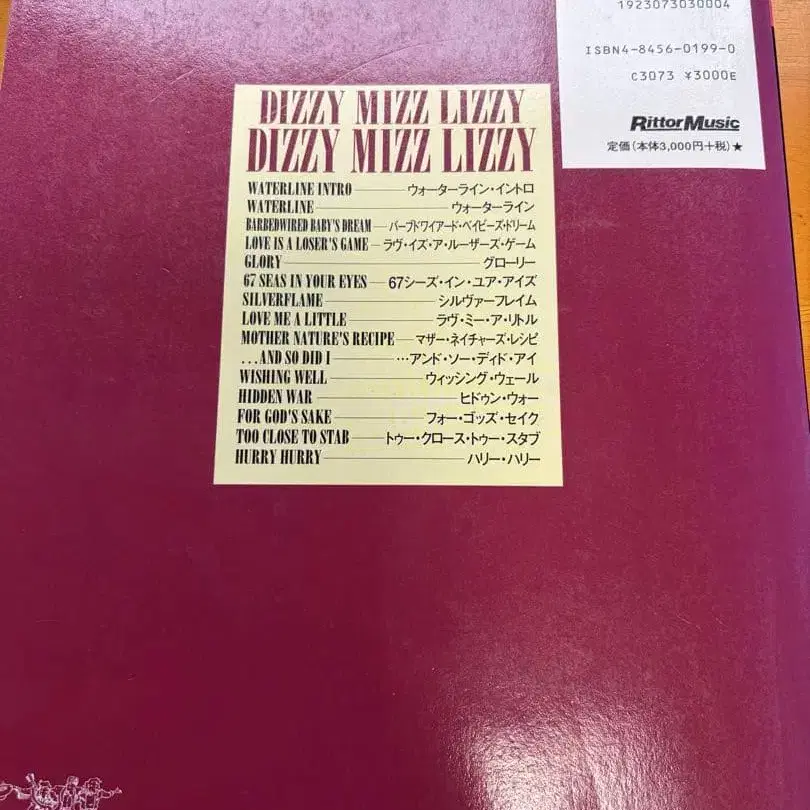 1923073030004
ISBN4-8456-0199-0
C3073 ¥3000E
RittorMusic
定価(本体3,000円+税)★
DIZZY MIZZ LIZZY
DIZZY MIZZ LIZZY
WATERLINE INTRO ウォーターライン・イントロ
WATERLINE ウォーターライン
BARBEDWIRED BABY'S DREAM バーブドワイアード・ベイビーズ・ドリーム
LOVE IS A LOSER'S GAME ラヴ・イズ・ア・ルーザーズ・ゲーム
GLORY グローリー
67 SEAS IN YOUR EYES 67シーズ・イン・ユア・アイズ
SILVERFLAME シルヴァーフレイム
LOVE ME A LITTLE ラヴ・ミー・ア・リトル
MOTHER NATURE'S RECIPE マザー・ネイチャーズ・レシピ
...AND SO DID I …アンド・ソー・ディド・アイ
WISHING WELL ウィッシング・ウェール
HIDDEN WAR ヒドゥン・ウォー
FOR GOD'S SAKE フォー・ゴッズ・セイク
TOO CLOSE TO STAB トゥー・クロース・トゥー・スタブ
HURRY HURRY ハリー・ハリー